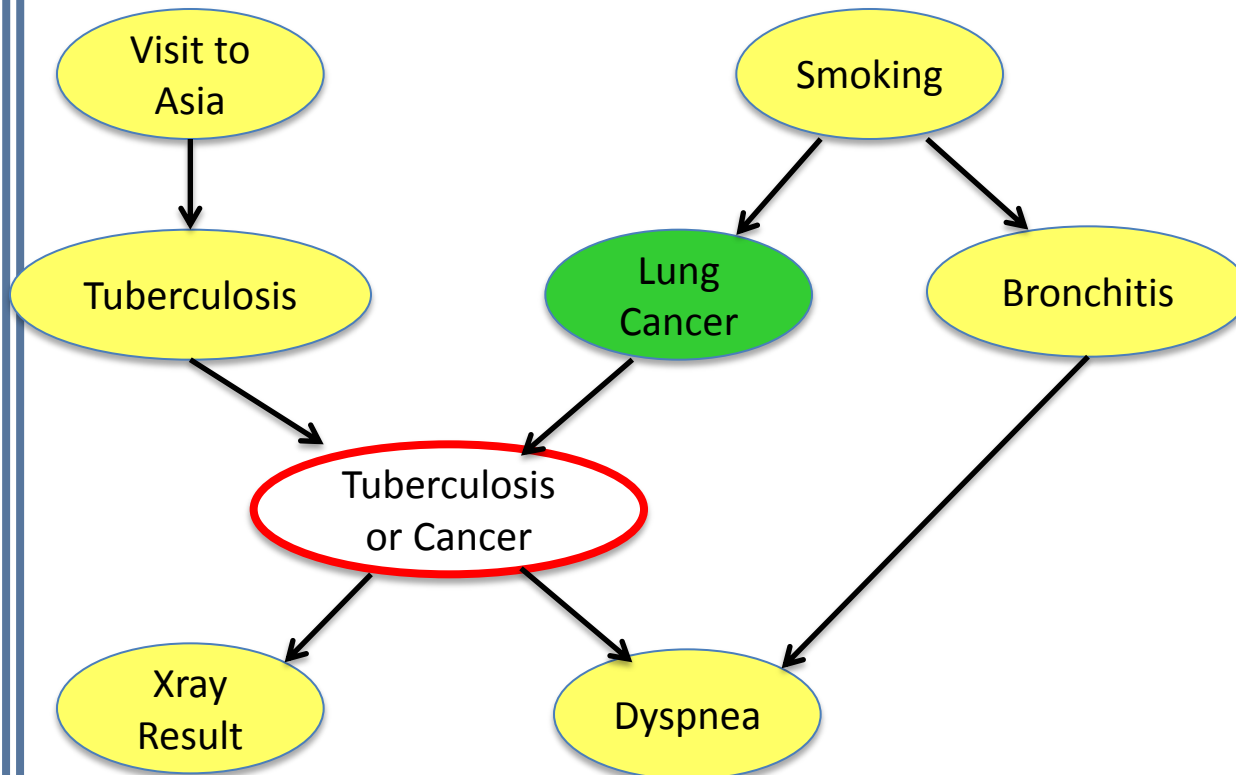 Visit to
Asia
Smoking
Tuberculosis
Lung
Cancer
Bronchitis
Tuberculosis
or Cancer
Xray
Result
Dyspnea